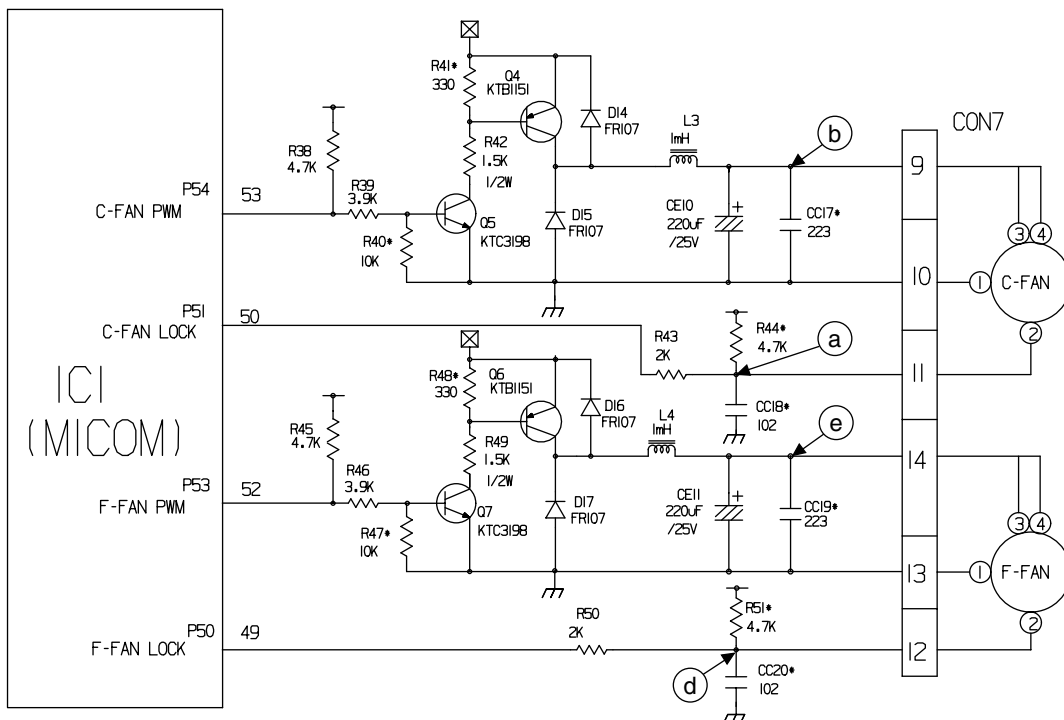 IC1
(MICOM)
P54
C-FAN PWM
53
P51
C-FAN LOCK
50
P53
F-FAN PWM
52
P50
F-FAN LOCK
49
R38
4.7K
R39
3.9K
R40*
10K
R41*
330
R42
1.5K
1/2W
Q4
KTB1151
Q5
KTC3198
D14
FR107
D15
FR107
L3
1mH
CE10
220uF
/25V
+
CC17*
223
b
CON7
9
10
11
14
13
12
3
4
1
C-FAN
2
R43
2K
R44*
4.7K
a
CC18*
102
R45
4.7K
R46
3.9K
R47*
10K
R48*
330
R49
1.5K
1/2W
Q6
KTB1151
Q7
KTC3198
D16
FR107
D17
FR107
L4
1mH
CE11
220uF
/25V
+
CC19*
223
e
3
4
1
F-FAN
2
R50
2K
R51*
4.7K
d
CC20*
102